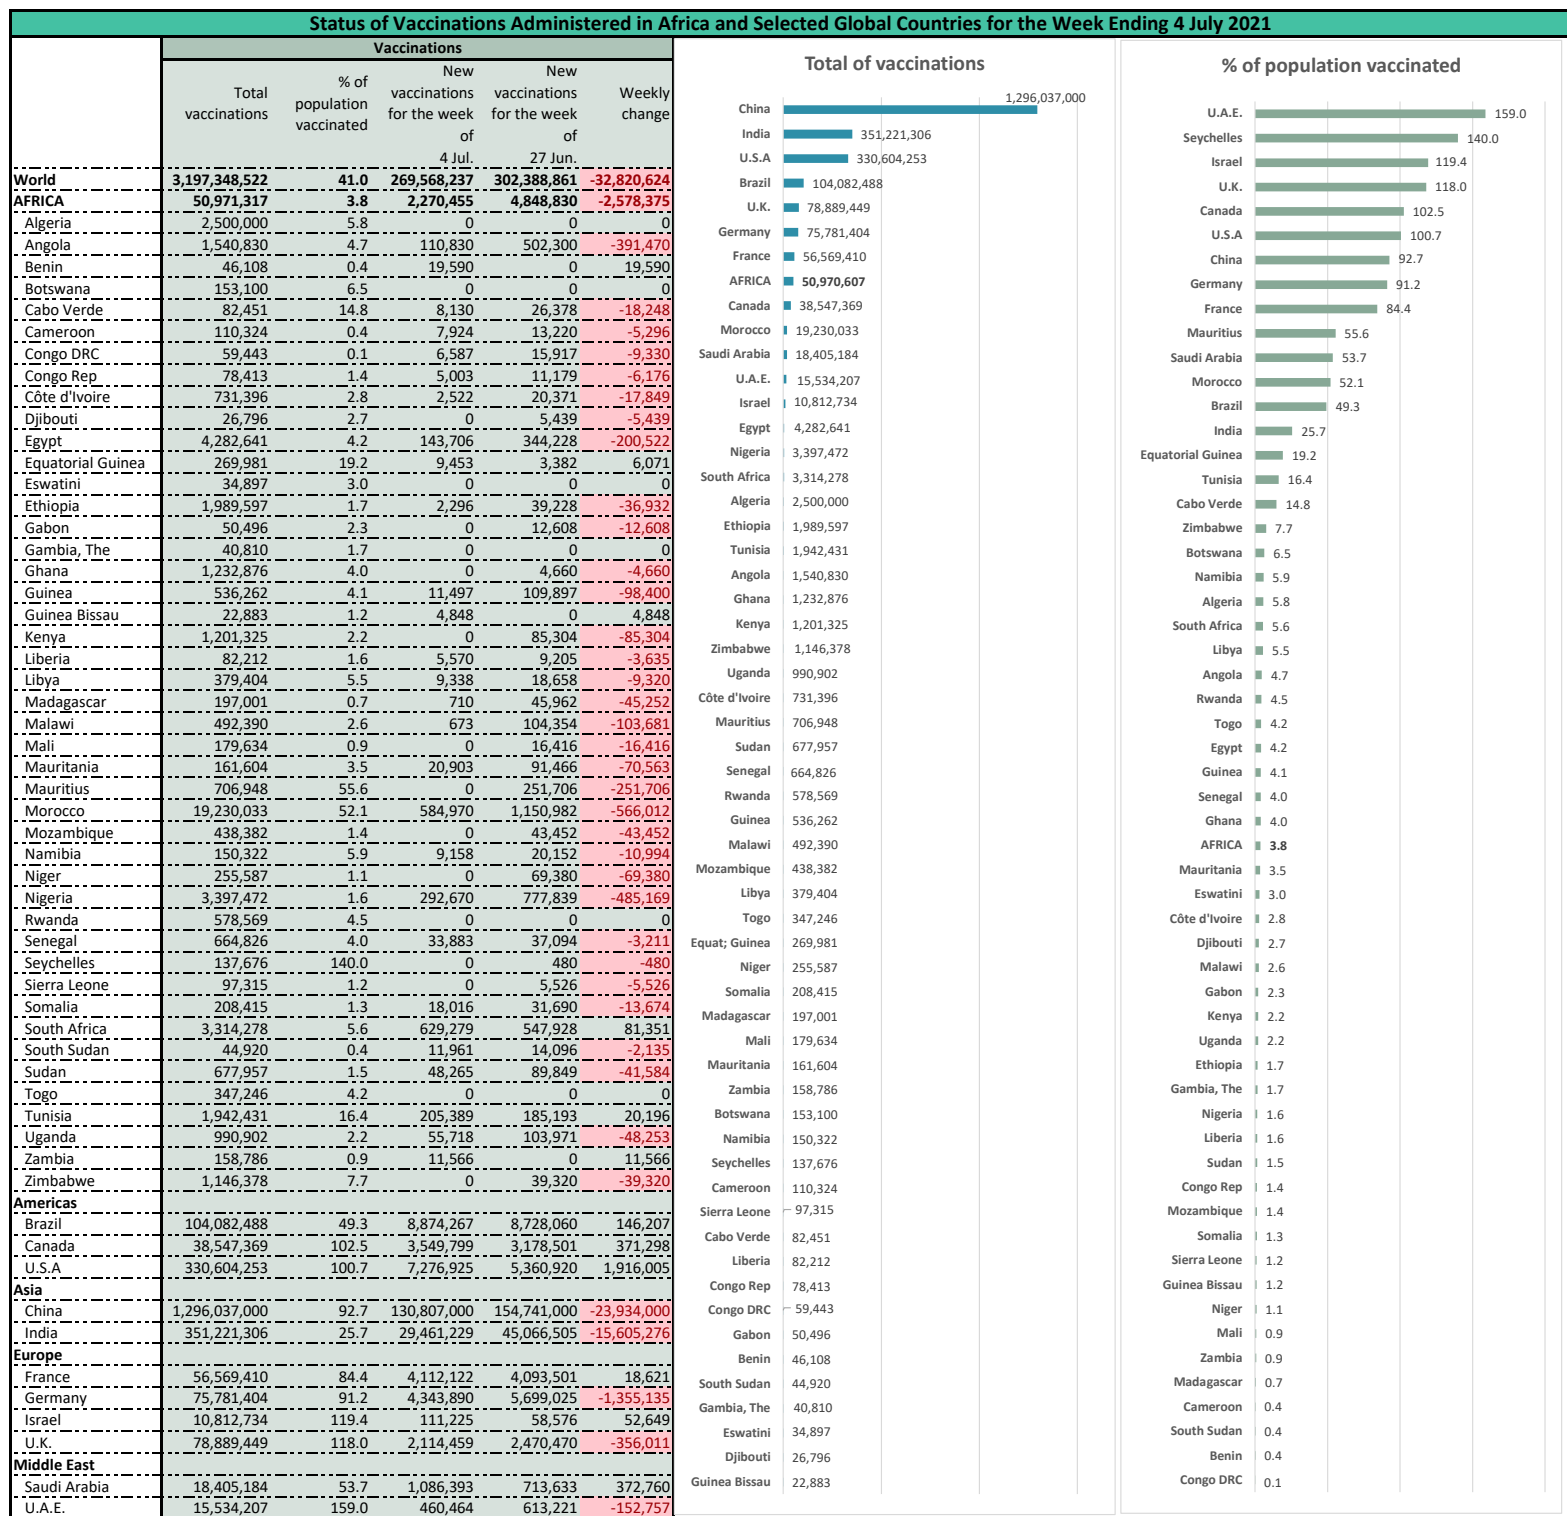 Status of Vaccinations Administered in Africa and Selected Global Countries for the Week Ending 4 July 2021
Vaccinations
Total vaccinations
% of population vaccinated
New vaccinations for the week of 4 Jul.
New vaccinations for the week of 27 Jun.
Weekly change
World 3,197,348,522 41.0 269,568,237 302,388,861 -32,820,624
AFRICA 50,971,317 3.8 2,270,455 4,848,830 -2,578,375
Algeria 2,500,000 5.8 0 0 0
Angola 1,540,830 4.7 110,830 502,300 -391,470
Benin 46,108 0.4 19,590 0 19,590
Botswana 153,100 6.5 0 0 0
Cabo Verde 82,451 14.8 8,130 26,378 -18,248
Cameroon 110,324 0.4 7,924 13,220 -5,296
Congo DRC 59,443 0.1 6,587 15,917 -9,330
Congo Rep 78,413 1.4 5,003 11,179 -6,176
Côte d'Ivoire 731,396 2.8 2,522 20,371 -17,849
Djibouti 26,796 2.7 0 5,439 -5,439
Egypt 4,282,641 4.2 143,706 344,228 -200,522
Equatorial Guinea 269,981 19.2 9,453 3,382 6,071
Eswatini 34,897 3.0 0 0 0
Ethiopia 1,989,597 1.7 2,296 39,228 -36,932
Gabon 50,496 2.3 0 12,608 -12,608
Gambia, The 40,810 1.7 0 0 0
Ghana 1,232,876 4.0 0 4,660 -4,660
Guinea 536,262 4.1 11,497 109,897 -98,400
Guinea Bissau 22,883 1.2 4,848 0 4,848
Kenya 1,201,325 2.2 0 85,304 -85,304
Liberia 82,212 1.6 5,570 9,205 -3,635
Libya 379,404 5.5 9,338 18,658 -9,320
Madagascar 197,001 0.7 710 45,962 -45,252
Malawi 492,390 2.6 673 104,354 -103,681
Mali 179,634 0.9 0 16,416 -16,416
Mauritania 161,604 3.5 20,903 91,466 -70,563
Mauritius 706,948 55.6 0 251,706 -251,706
Morocco 19,230,033 52.1 584,970 1,150,982 -566,012
Mozambique 438,382 1.4 0 43,452 -43,452
Namibia 150,322 5.9 9,158 20,152 -10,994
Niger 255,587 1.1 0 69,380 -69,380
Nigeria 3,397,472 1.6 292,670 777,839 -485,169
Rwanda 578,569 4.5 0 0 0
Senegal 664,826 4.0 33,883 37,094 -3,211
Seychelles 137,676 140.0 0 480 -480
Sierra Leone 97,315 1.2 0 5,526 -5,526
Somalia 208,415 1.3 18,016 31,690 -13,674
South Africa 3,314,278 5.6 629,279 547,928 81,351
South Sudan 44,920 0.4 11,961 14,096 -2,135
Sudan 677,957 1.5 48,265 89,849 -41,584
Togo 347,246 4.2 0 0 0
Tunisia 1,942,431 16.4 205,389 185,193 20,196
Uganda 990,902 2.2 55,718 103,971 -48,253
Zambia 158,786 0.9 11,566 0 11,566
Zimbabwe 1,146,378 7.7 0 39,320 -39,320
Americas
Brazil 104,082,488 49.3 8,874,267 8,728,060 146,207
Canada 38,547,369 102.5 3,549,799 3,178,501 371,298
U.S.A 330,604,253 100.7 7,276,925 5,360,920 1,916,005
Asia
China 1,296,037,000 92.7 130,807,000 154,741,000 -23,934,000
India 351,221,306 25.7 29,461,229 45,066,505 -15,605,276
Europe
France 56,569,410 84.4 4,112,122 4,093,501 18,621
Germany 75,781,404 91.2 4,343,890 5,699,025 -1,355,135
Israel 10,812,734 119.4 111,225 58,576 52,649
U.K. 78,889,449 118.0 2,114,459 2,470,470 -356,011
Middle East
Saudi Arabia 18,405,184 53.7 1,086,393 713,633 372,760
U.A.E. 15,534,207 159.0 460,464 613,221 -152,757
Total of vaccinations
China 1,296,037,000
India 351,221,306
U.S.A 330,604,253
Brazil 104,082,488
U.K. 78,889,449
Germany 75,781,404
France 56,569,410
AFRICA 50,970,607
Canada 38,547,369
Morocco 19,230,033
Saudi Arabia 18,405,184
U.A.E. 15,534,207
Israel 10,812,734
Egypt 4,282,641
Nigeria 3,397,472
South Africa 3,314,278
Algeria 2,500,000
Ethiopia 1,989,597
Tunisia 1,942,431
Angola 1,540,830
Ghana 1,232,876
Kenya 1,201,325
Zimbabwe 1,146,378
Uganda 990,902
Côte d'Ivoire 731,396
Mauritius 706,948
Sudan 677,957
Senegal 664,826
Rwanda 578,569
Guinea 536,262
Malawi 492,390
Mozambique 438,382
Libya 379,404
Togo 347,246
Equat; Guinea 269,981
Niger 255,587
Somalia 208,415
Madagascar 197,001
Mali 179,634
Mauritania 161,604
Zambia 158,786
Botswana 153,100
Namibia 150,322
Seychelles 137,676
Cameroon 110,324
Sierra Leone 97,315
Cabo Verde 82,451
Liberia 82,212
Congo Rep 78,413
Congo DRC 59,443
Gabon 50,496
Benin 46,108
South Sudan 44,920
Gambia, The 40,810
Eswatini 34,897
Djibouti 26,796
Guinea Bissau 22,883
% of population vaccinated
U.A.E. 159.0
Seychelles 140.0
Israel 119.4
U.K. 118.0
Canada 102.5
U.S.A 100.7
China 92.7
Germany 91.2
France 84.4
Mauritius 55.6
Saudi Arabia 53.7
Morocco 52.1
Brazil 49.3
India 25.7
Equatorial Guinea 19.2
Tunisia 16.4
Cabo Verde 14.8
Zimbabwe 7.7
Botswana 6.5
Namibia 5.9
Algeria 5.8
South Africa 5.6
Libya 5.5
Angola 4.7
Rwanda 4.5
Togo 4.2
Egypt 4.2
Guinea 4.1
Senegal 4.0
Ghana 4.0
AFRICA 3.8
Mauritania 3.5
Eswatini 3.0
Côte d'Ivoire 2.8
Djibouti 2.7
Malawi 2.6
Gabon 2.3
Kenya 2.2
Uganda 2.2
Ethiopia 1.7
Gambia, The 1.7
Nigeria 1.6
Liberia 1.6
Sudan 1.5
Congo Rep 1.4
Mozambique 1.4
Somalia 1.3
Sierra Leone 1.2
Guinea Bissau 1.2
Niger 1.1
Mali 0.9
Zambia 0.9
Madagascar 0.7
Cameroon 0.4
South Sudan 0.4
Benin 0.4
Congo DRC 0.1